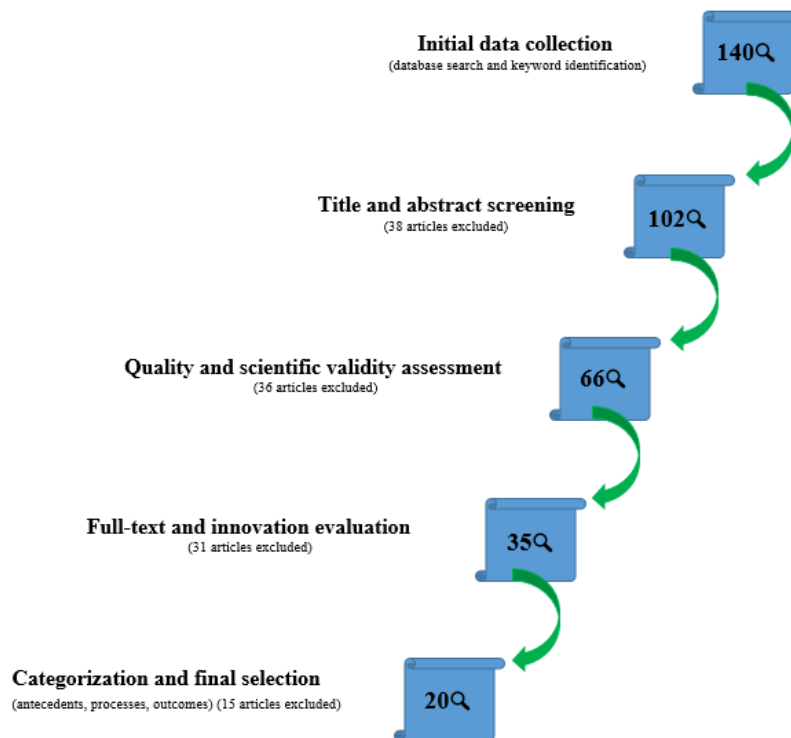 Initial data collection
(database search and keyword identification)
140
Title and abstract screening
(38 articles excluded)
102
Quality and scientific validity assessment
(36 articles excluded)
66
Full-text and innovation evaluation
(31 articles excluded)
35
Categorization and final selection
(antecedents, processes, outcomes) (15 articles excluded)
20